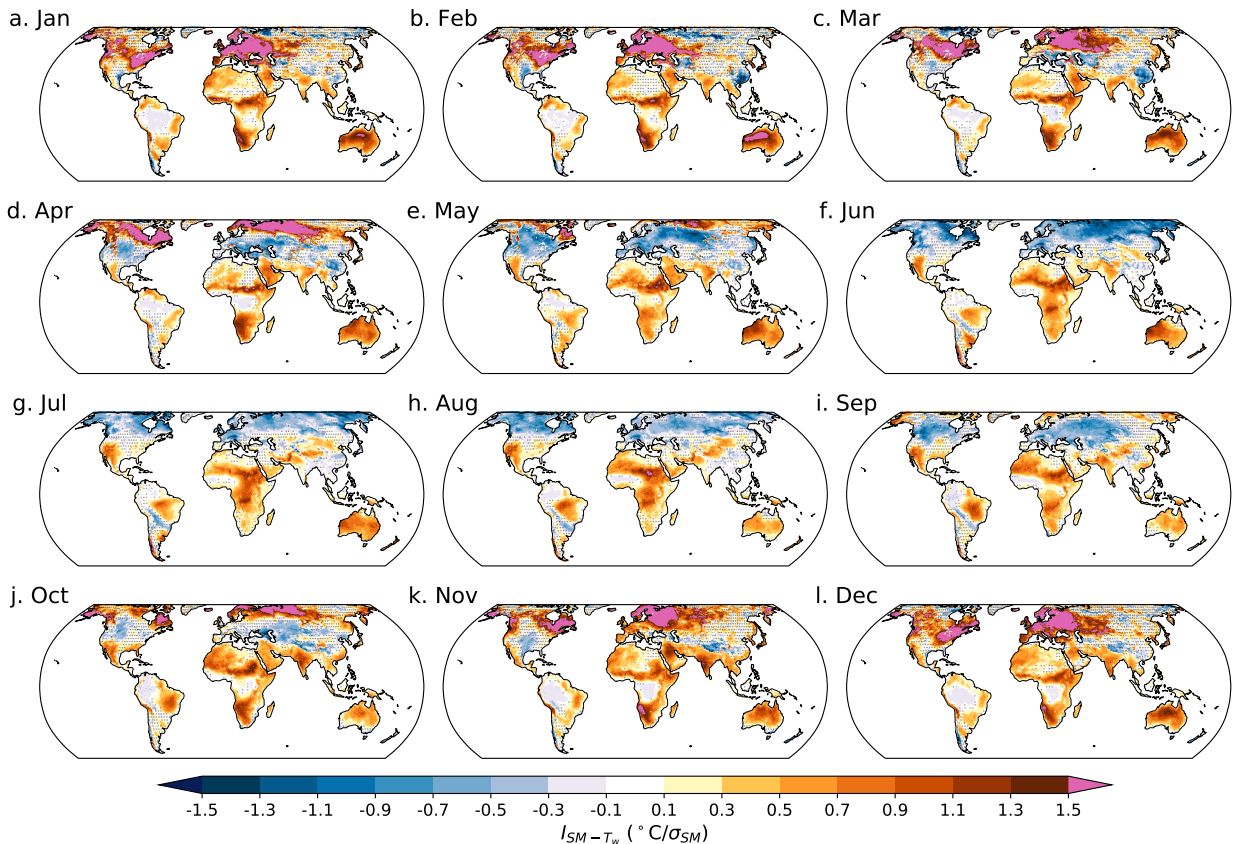 a. Jan
b. Feb
c. Mar
d. Apr
e. May
f. Jun
g. Jul
h. Aug
i. Sep
j. Oct
k. Nov
l. Dec
-1.5 -1.3 -1.1 -0.9 -0.7 -0.5 -0.3 -0.1 0.1 0.3 0.5 0.7 0.9 1.1 1.3 1.5
I_{SM-T_w} (°C/σ_{SM})